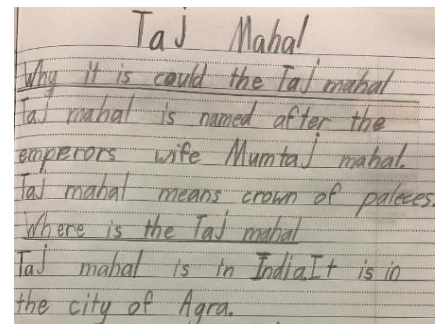 Taj Mahal
Why it is could the Taj mahal
Taj mahal is named after the
emperors wife Mumtaj mahal.
Taj mahal means crown of paleces.
Where is the Taj mahal
Taj mahal is in India.It is in
the city of Agra.